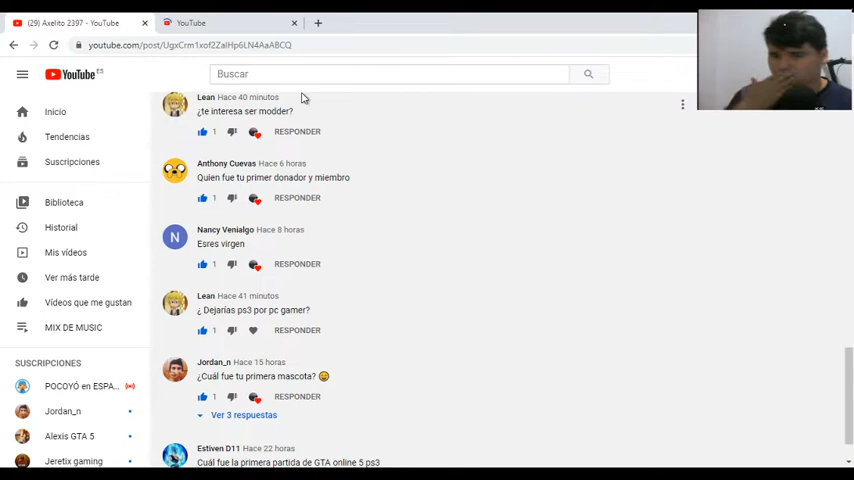 (29) Axelito 2397 - YouTube
YouTube
youtube.com/post/UgxCrm1xof2ZalHp6LN4AaABCQ
YouTube ES
Buscar
Inicio
Tendencias
Suscripciones
Biblioteca
Historial
Mis vídeos
Ver más tarde
Vídeos que me gustan
MIX DE MUSIC
SUSCRIPCIONES
POCOYÓ en ESPA...
Jordan_n
Alexis GTA 5
Jeretix gaming
Lean Hace 40 minutos
¿te interesa ser modder?
1 RESPONDER
Anthony Cuevas Hace 6 horas
Quien fue tu primer donador y miembro
1 RESPONDER
N
Nancy Venialgo Hace 8 horas
Esres virgen
1 RESPONDER
Lean Hace 41 minutos
¿ Dejarías ps3 por pc gamer?
1 RESPONDER
Jordan_n Hace 15 horas
¿Cuál fue tu primera mascota? 😄
1 RESPONDER
Ver 3 respuestas
Estiven D11 Hace 22 horas
Cuál fue la primera partida de GTA online 5 ps3